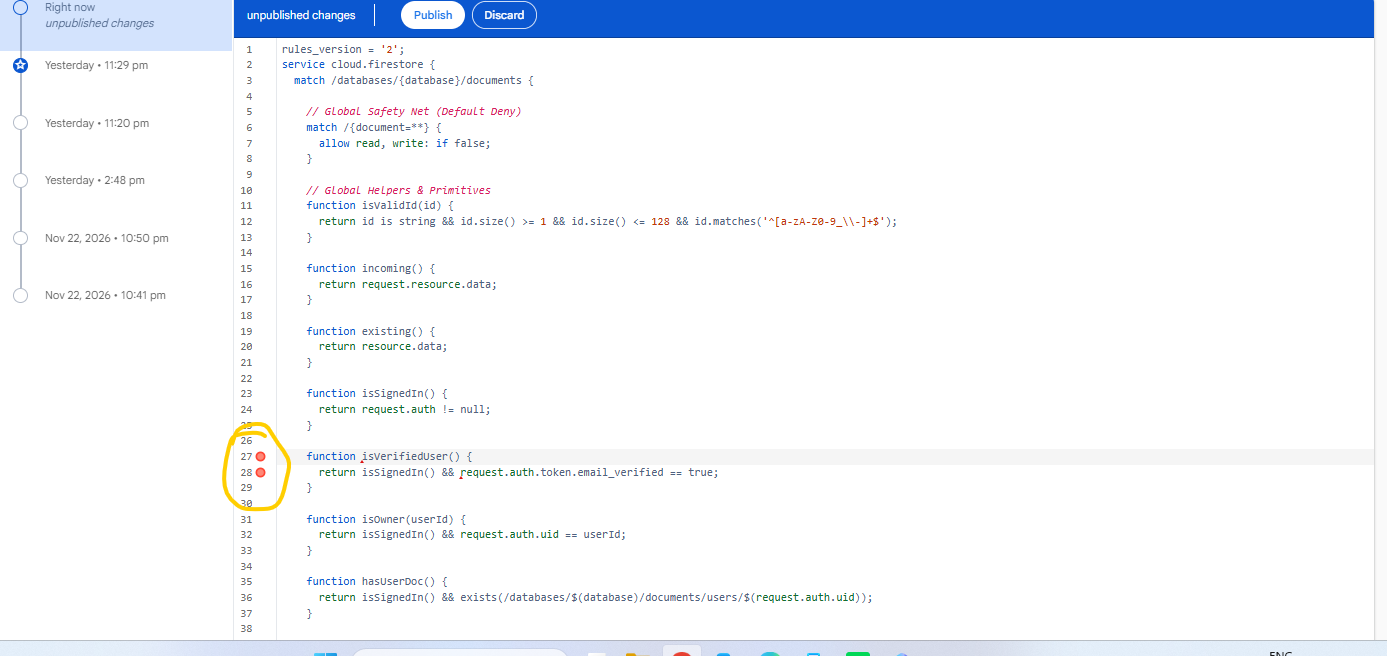 Right now
unpublished changes
Yesterday • 11:29 pm
Yesterday • 11:20 pm
Yesterday • 2:48 pm
Nov 22, 2026 • 10:50 pm
Nov 22, 2026 • 10:41 pm
unpublished changes
Publish
Discard
1 rules_version = '2';
2 service cloud.firestore {
3   match /databases/{database}/documents {
4
5     // Global Safety Net (Default Deny)
6     match /{document=**} {
7       allow read, write: if false;
8     }
9
10     // Global Helpers & Primitives
11     function isValidId(id) {
12       return id is string && id.size() >= 1 && id.size() <= 128 && id.matches('^[a-zA-Z0-9_\\-]+$');
13     }
14
15     function incoming() {
16       return request.resource.data;
17     }
18
19     function existing() {
20       return resource.data;
21     }
22
23     function isSignedIn() {
24       return request.auth != null;
25     }
26
27     function isVerifiedUser() {
28       return isSignedIn() && request.auth.token.email_verified == true;
29     }
30
31     function isOwner(userId) {
32       return isSignedIn() && request.auth.uid == userId;
33     }
34
35     function hasUserDoc() {
36       return isSignedIn() && exists(/databases/$(database)/documents/users/$(request.auth.uid));
37     }
38
ENG